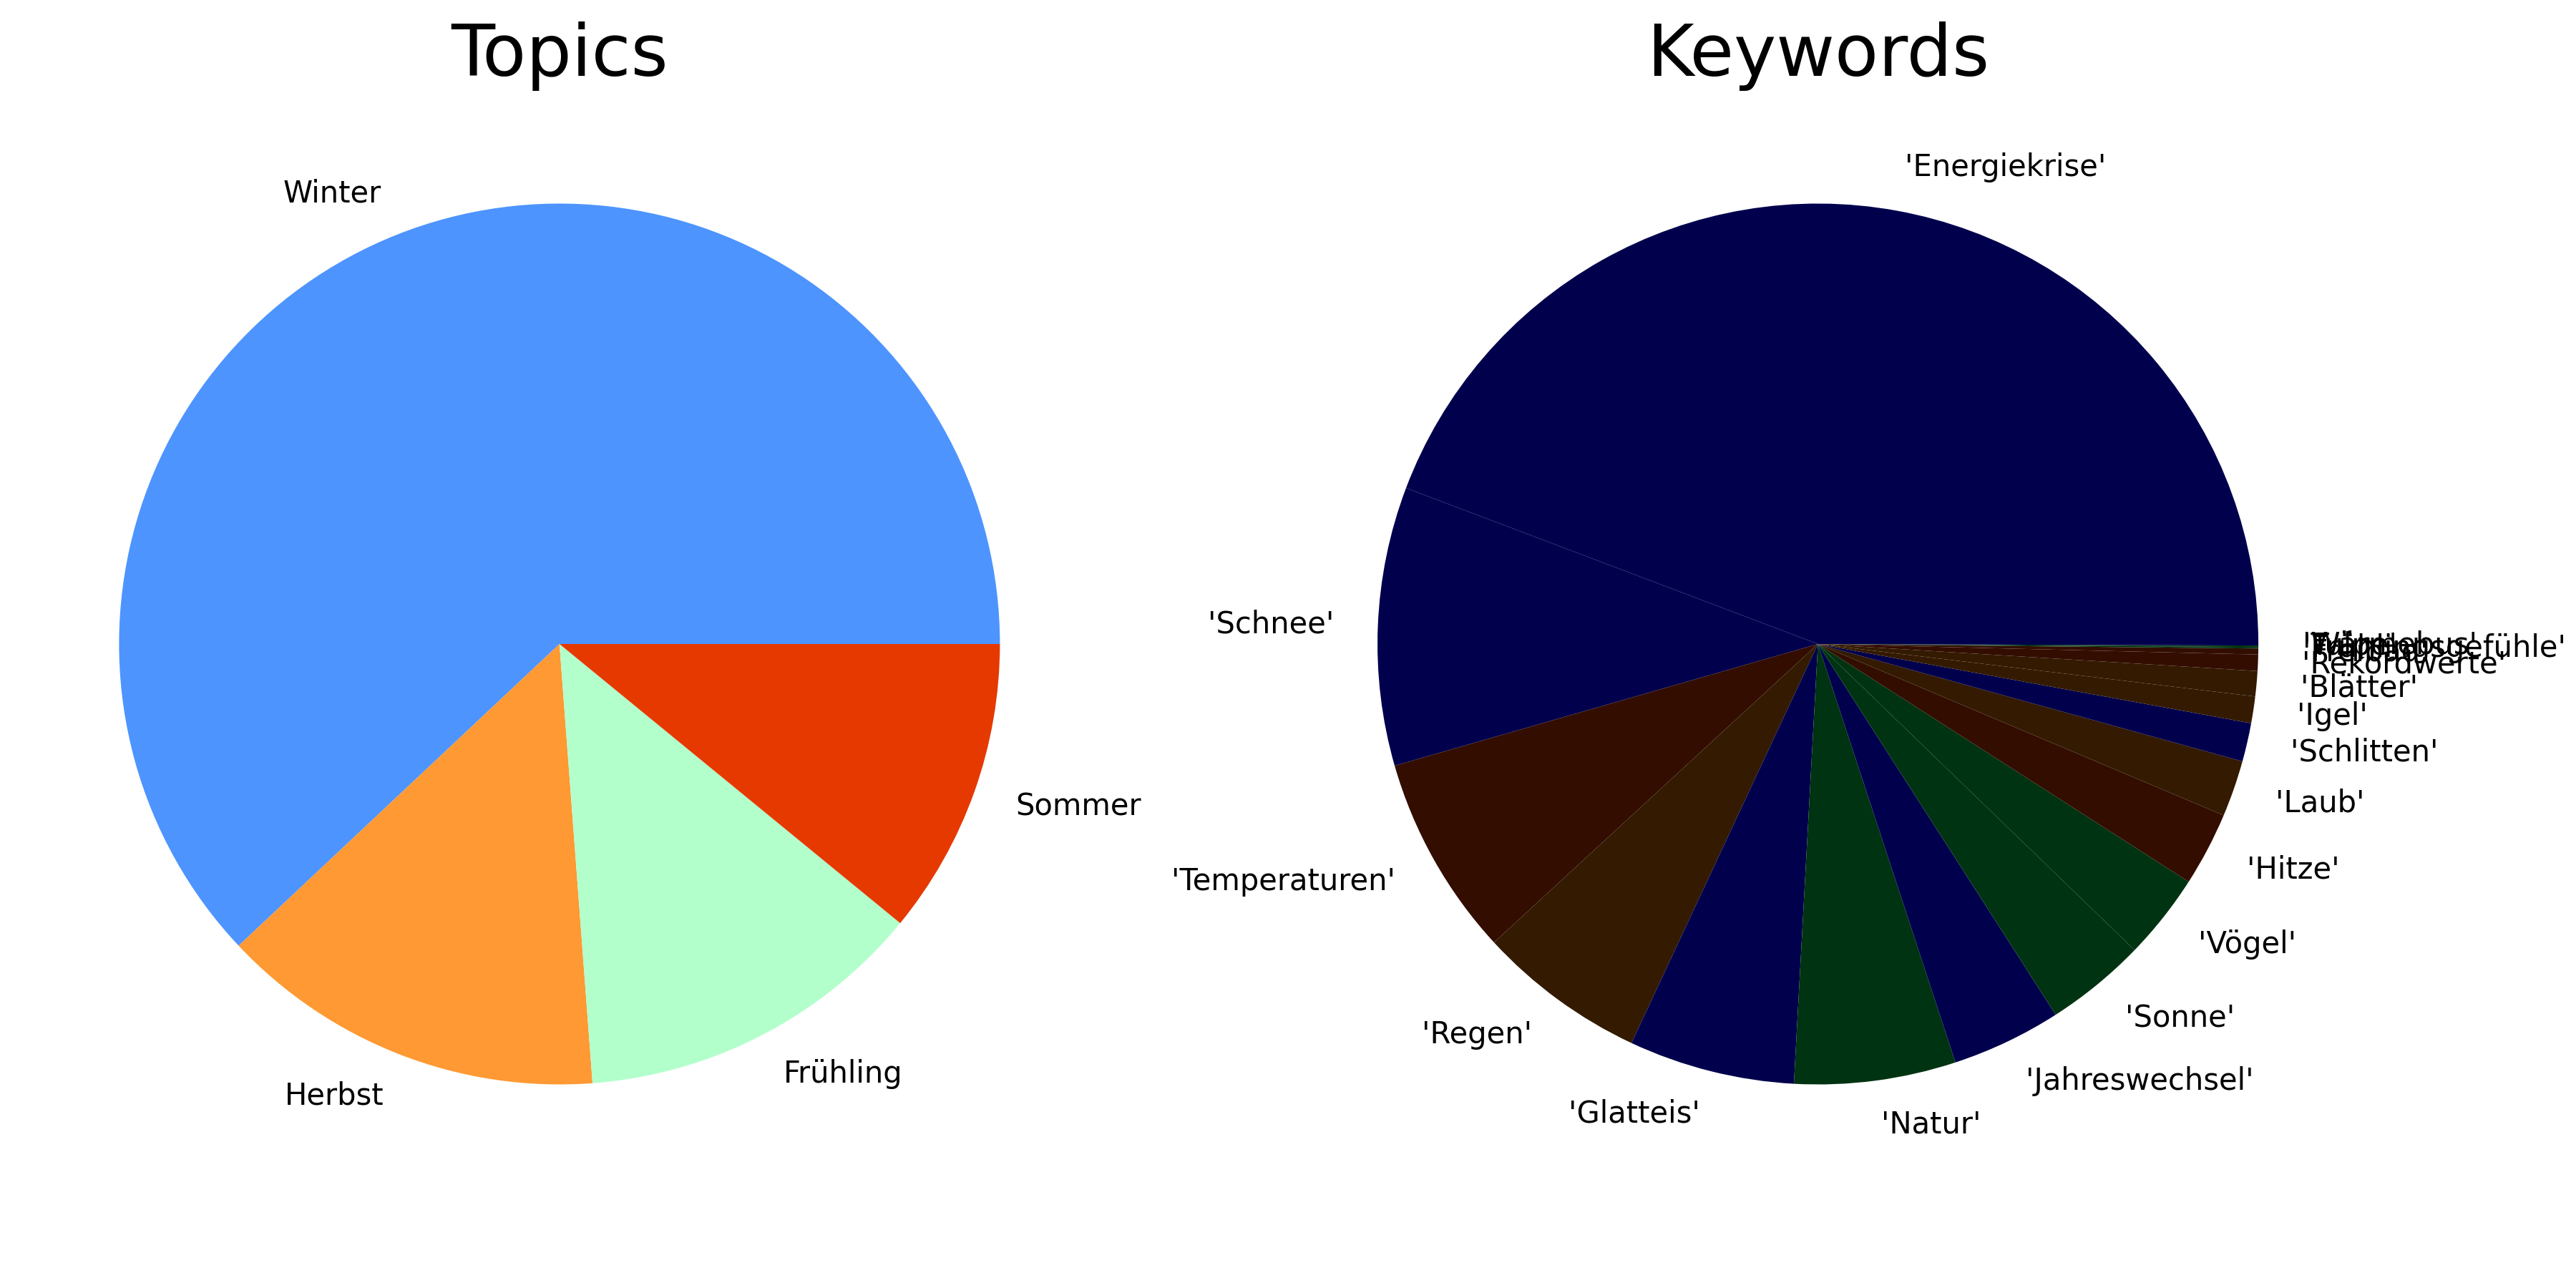 Topics
Winter
Sommer
Frühling
Herbst
Keywords
'Energiekrise'
'Schnee'
'Temperaturen'
'Regen'
'Glatteis'
'Natur'
'Jahreswechsel'
'Sonne'
'Vögel'
'Hitze'
'Laub'
'Schlitten'
'Igel'
'Blätter'
Rekordwerte'